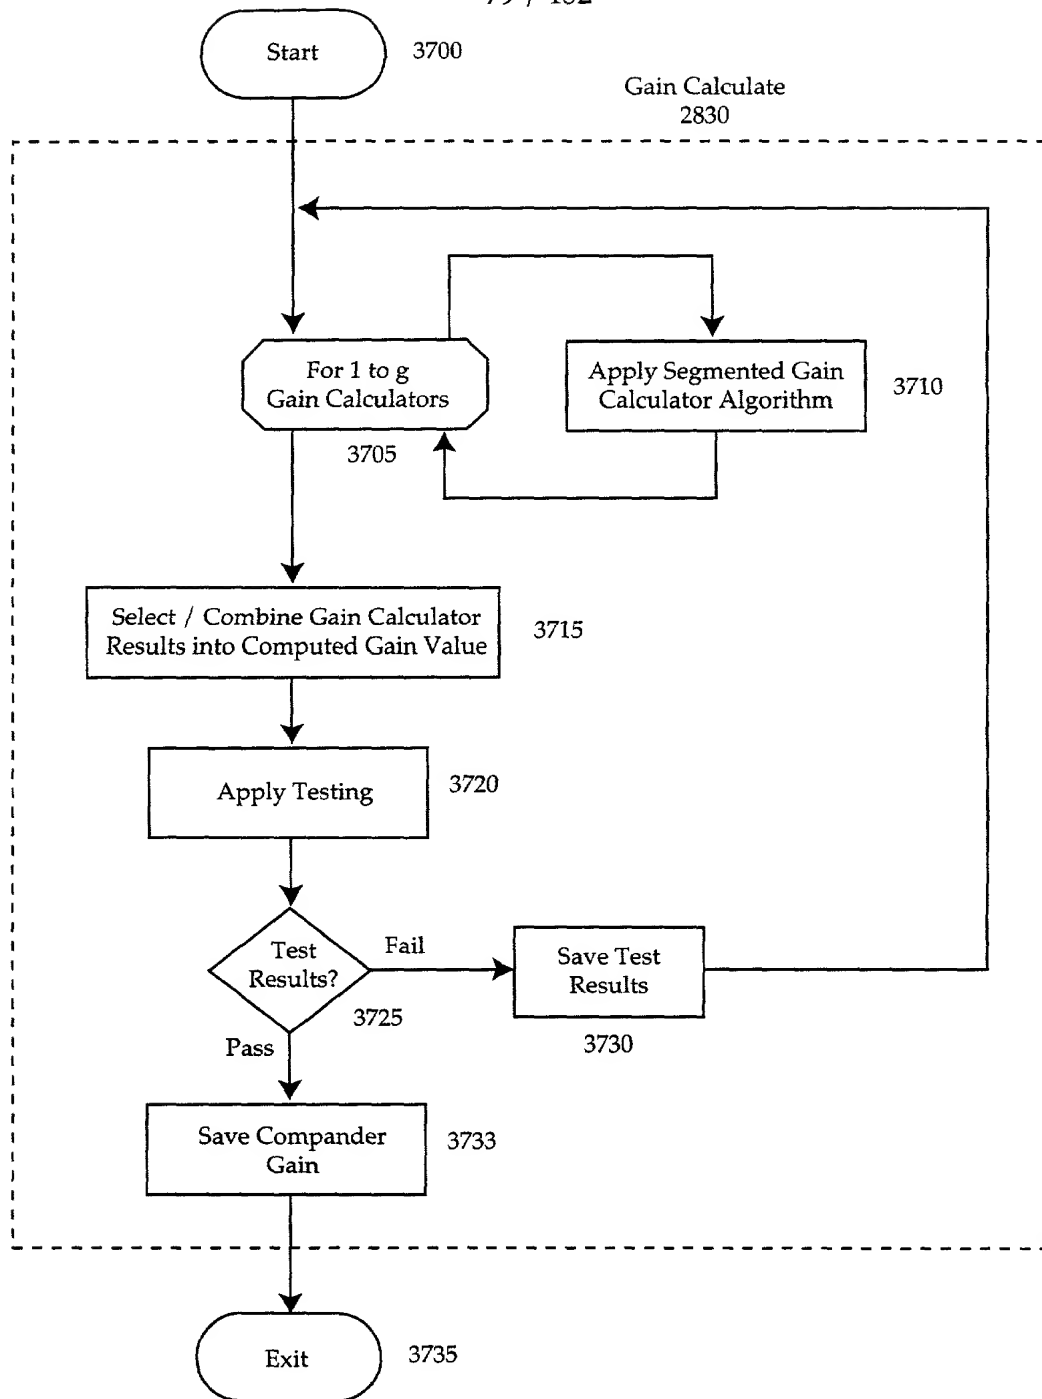 Start
3700
Gain Calculate
2830
For 1 to g
Gain Calculators
3705
Apply Segmented Gain
Calculator Algorithm
3710
Select / Combine Gain Calculator
Results into Computed Gain Value
3715
Apply Testing
3720
Test
Results?
3725
Fail
Save Test
Results
3730
Pass
Save Compander
Gain
3733
Exit
3735